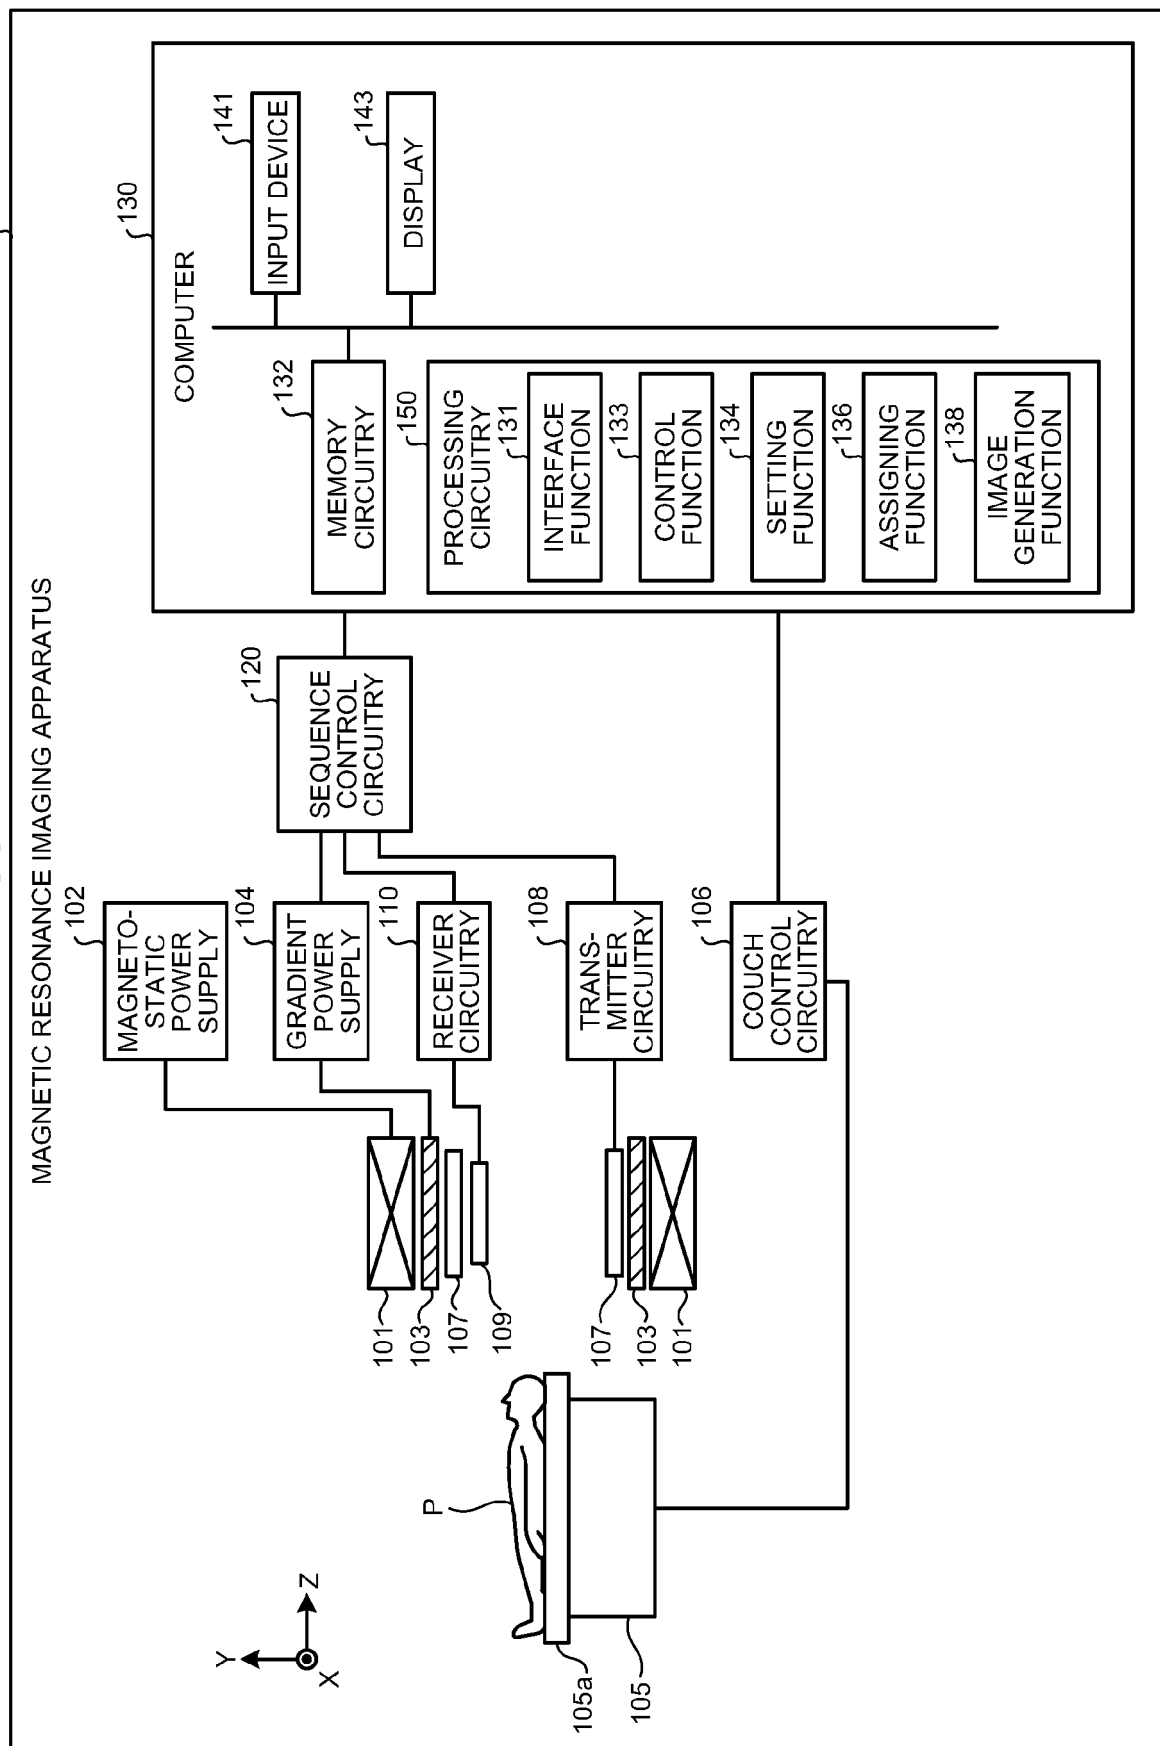 MAGNETIC RESONANCE IMAGING APPARATUS
130
COMPUTER
141
INPUT DEVICE
143
DISPLAY
132
MEMORY
CIRCUITRY
150
PROCESSING
CIRCUITRY
131
INTERFACE
FUNCTION
133
CONTROL
FUNCTION
134
SETTING
FUNCTION
136
ASSIGNING
FUNCTION
138
IMAGE
GENERATION
FUNCTION
120
SEQUENCE
CONTROL
CIRCUITRY
102
MAGNETO-
STATIC
POWER
SUPPLY
104
GRADIENT
POWER
SUPPLY
110
RECEIVER
CIRCUITRY
108
TRANS-
MITTER
CIRCUITRY
106
COUCH
CONTROL
CIRCUITRY
101
103
107
109
107
103
101
P
Y
Z
X
105a
105